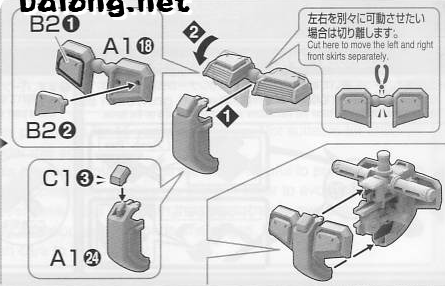 Dalong.net
B2❶
A1⓲
B2❷
❷
❶
左右を別々に可動させたい
場合は切り離します。
Cut here to move the left and right
front skirts separately.
C1❸
A1㉔